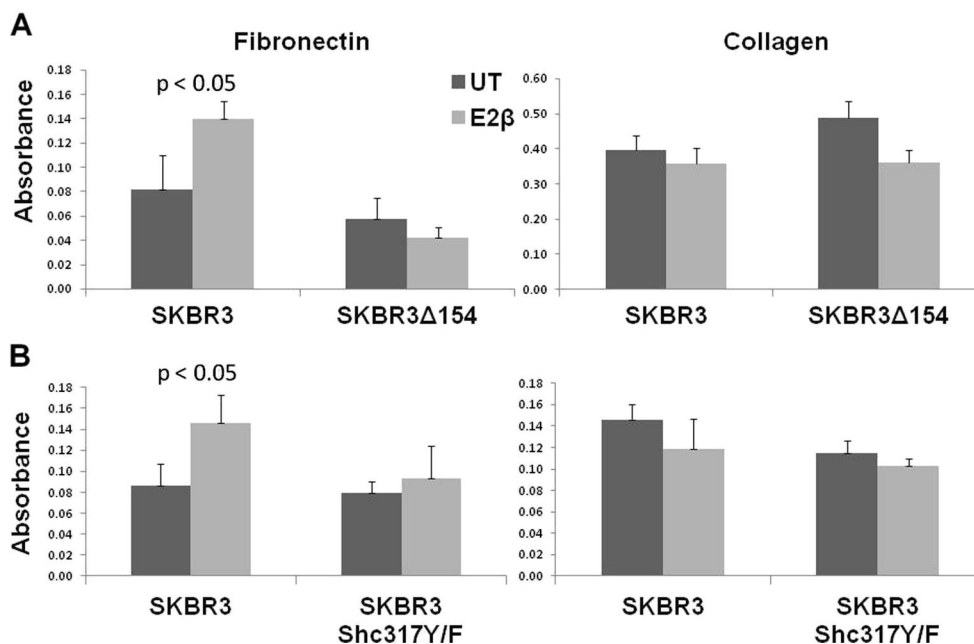 A
Fibronectin
Collagen
Absorbance
0.18
0.16
0.14
0.12
0.10
0.08
0.06
0.04
0.02
0.00
p < 0.05
UT
E2β
SKBR3
SKBR3Δ154
0.60
0.50
0.40
0.30
0.20
0.10
0.00
SKBR3
SKBR3Δ154
B
Absorbance
0.18
0.16
0.14
0.12
0.10
0.08
0.06
0.04
0.02
0.00
p < 0.05
SKBR3
SKBR3
Shc317Y/F
0.18
0.16
0.14
0.12
0.10
0.08
0.06
0.04
0.02
0.00
SKBR3
SKBR3
Shc317Y/F